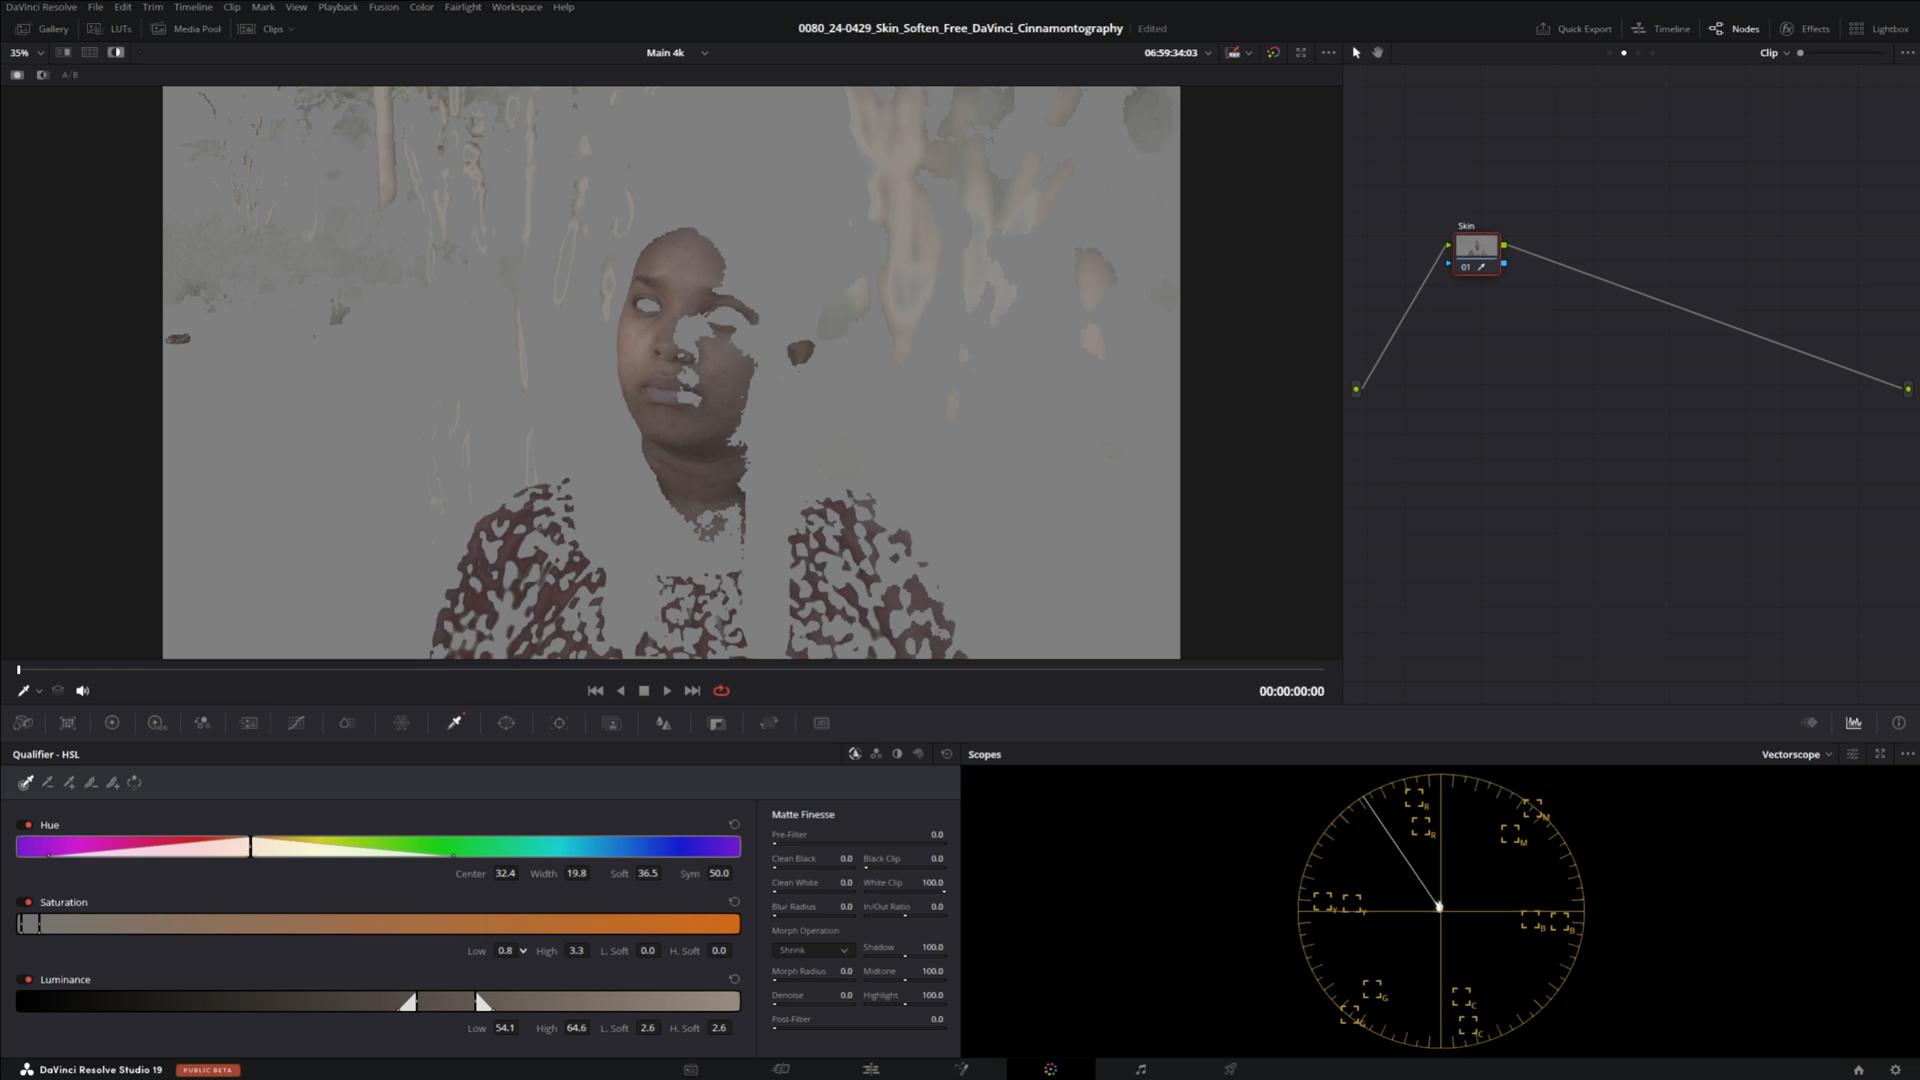 DaVinci Resolve File Edit Trim Timeline Clip Mark View Playback Fusion Color Fairlight Workspace Help
Gallery LUTs Media Pool Clips 0080_24-0429_Skin_Soften_Free_DaVinci_Cinnamontography Edited Quick Export Timeline Nodes Effects Lightbox
35% Main 4k 06:59:34:03 Clip
A/B
Skin
01
00:00:00:00
Qualifier - HSL Scopes Vectorscope
Hue
Center 32.4 Width 19.8 Soft 36.5 Sym 50.0
Saturation
Low 0.8 High 3.3 L. Soft 0.0 H. Soft 0.0
Luminance
Low 54.1 High 64.6 L. Soft 2.6 H. Soft 2.6
Matte Finesse
Pre-Filter 0.0
Clean Black 0.0 Black Clip 0.0
Clean White 0.0 White Clip 100.0
Blur Radius 0.0 In/Out Ratio 0.0
Morph Operation
Shrink Shadow 100.0
Morph Radius 0.0 Midtone 100.0
Denoise 0.0 Highlight 100.0
Post-Filter 0.0
R
M
R
M
Y Y
B B
G
C
G
C
DaVinci Resolve Studio 19 PUBLIC BETA